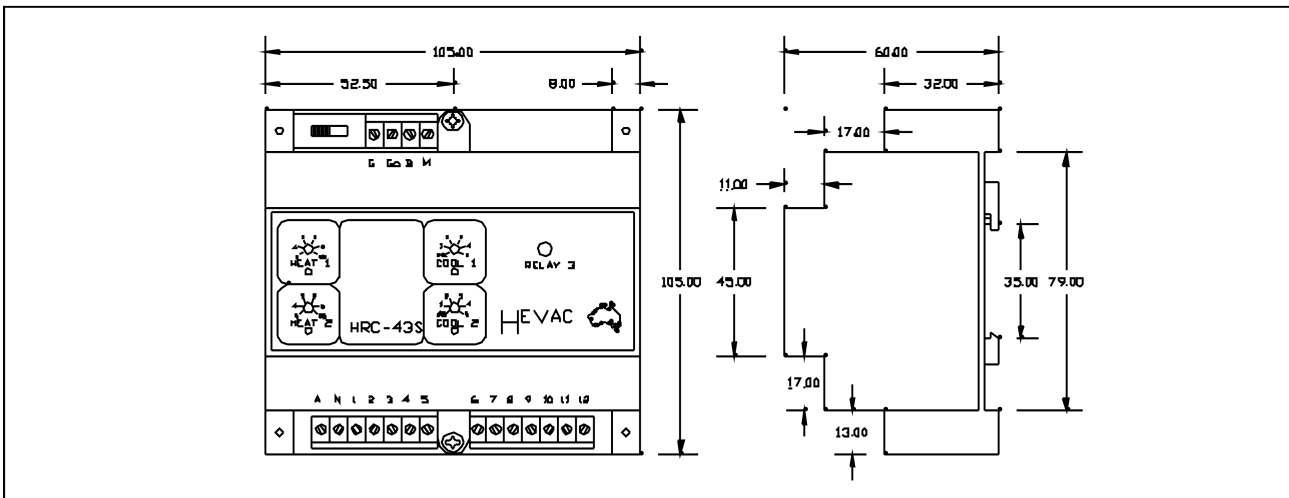 105.00
60.00
52.50
8.00
32.00
17.00
G Go B M
11.00
HEAT 1
COOL 1
RELAY 3
105.00
45.00
35.00
79.00
HEAT 2
HRC-43S
COOL 2
HEVAC
17.00
A N 1 2 3 4 5 6 7 8 9 10 11 12
13.00